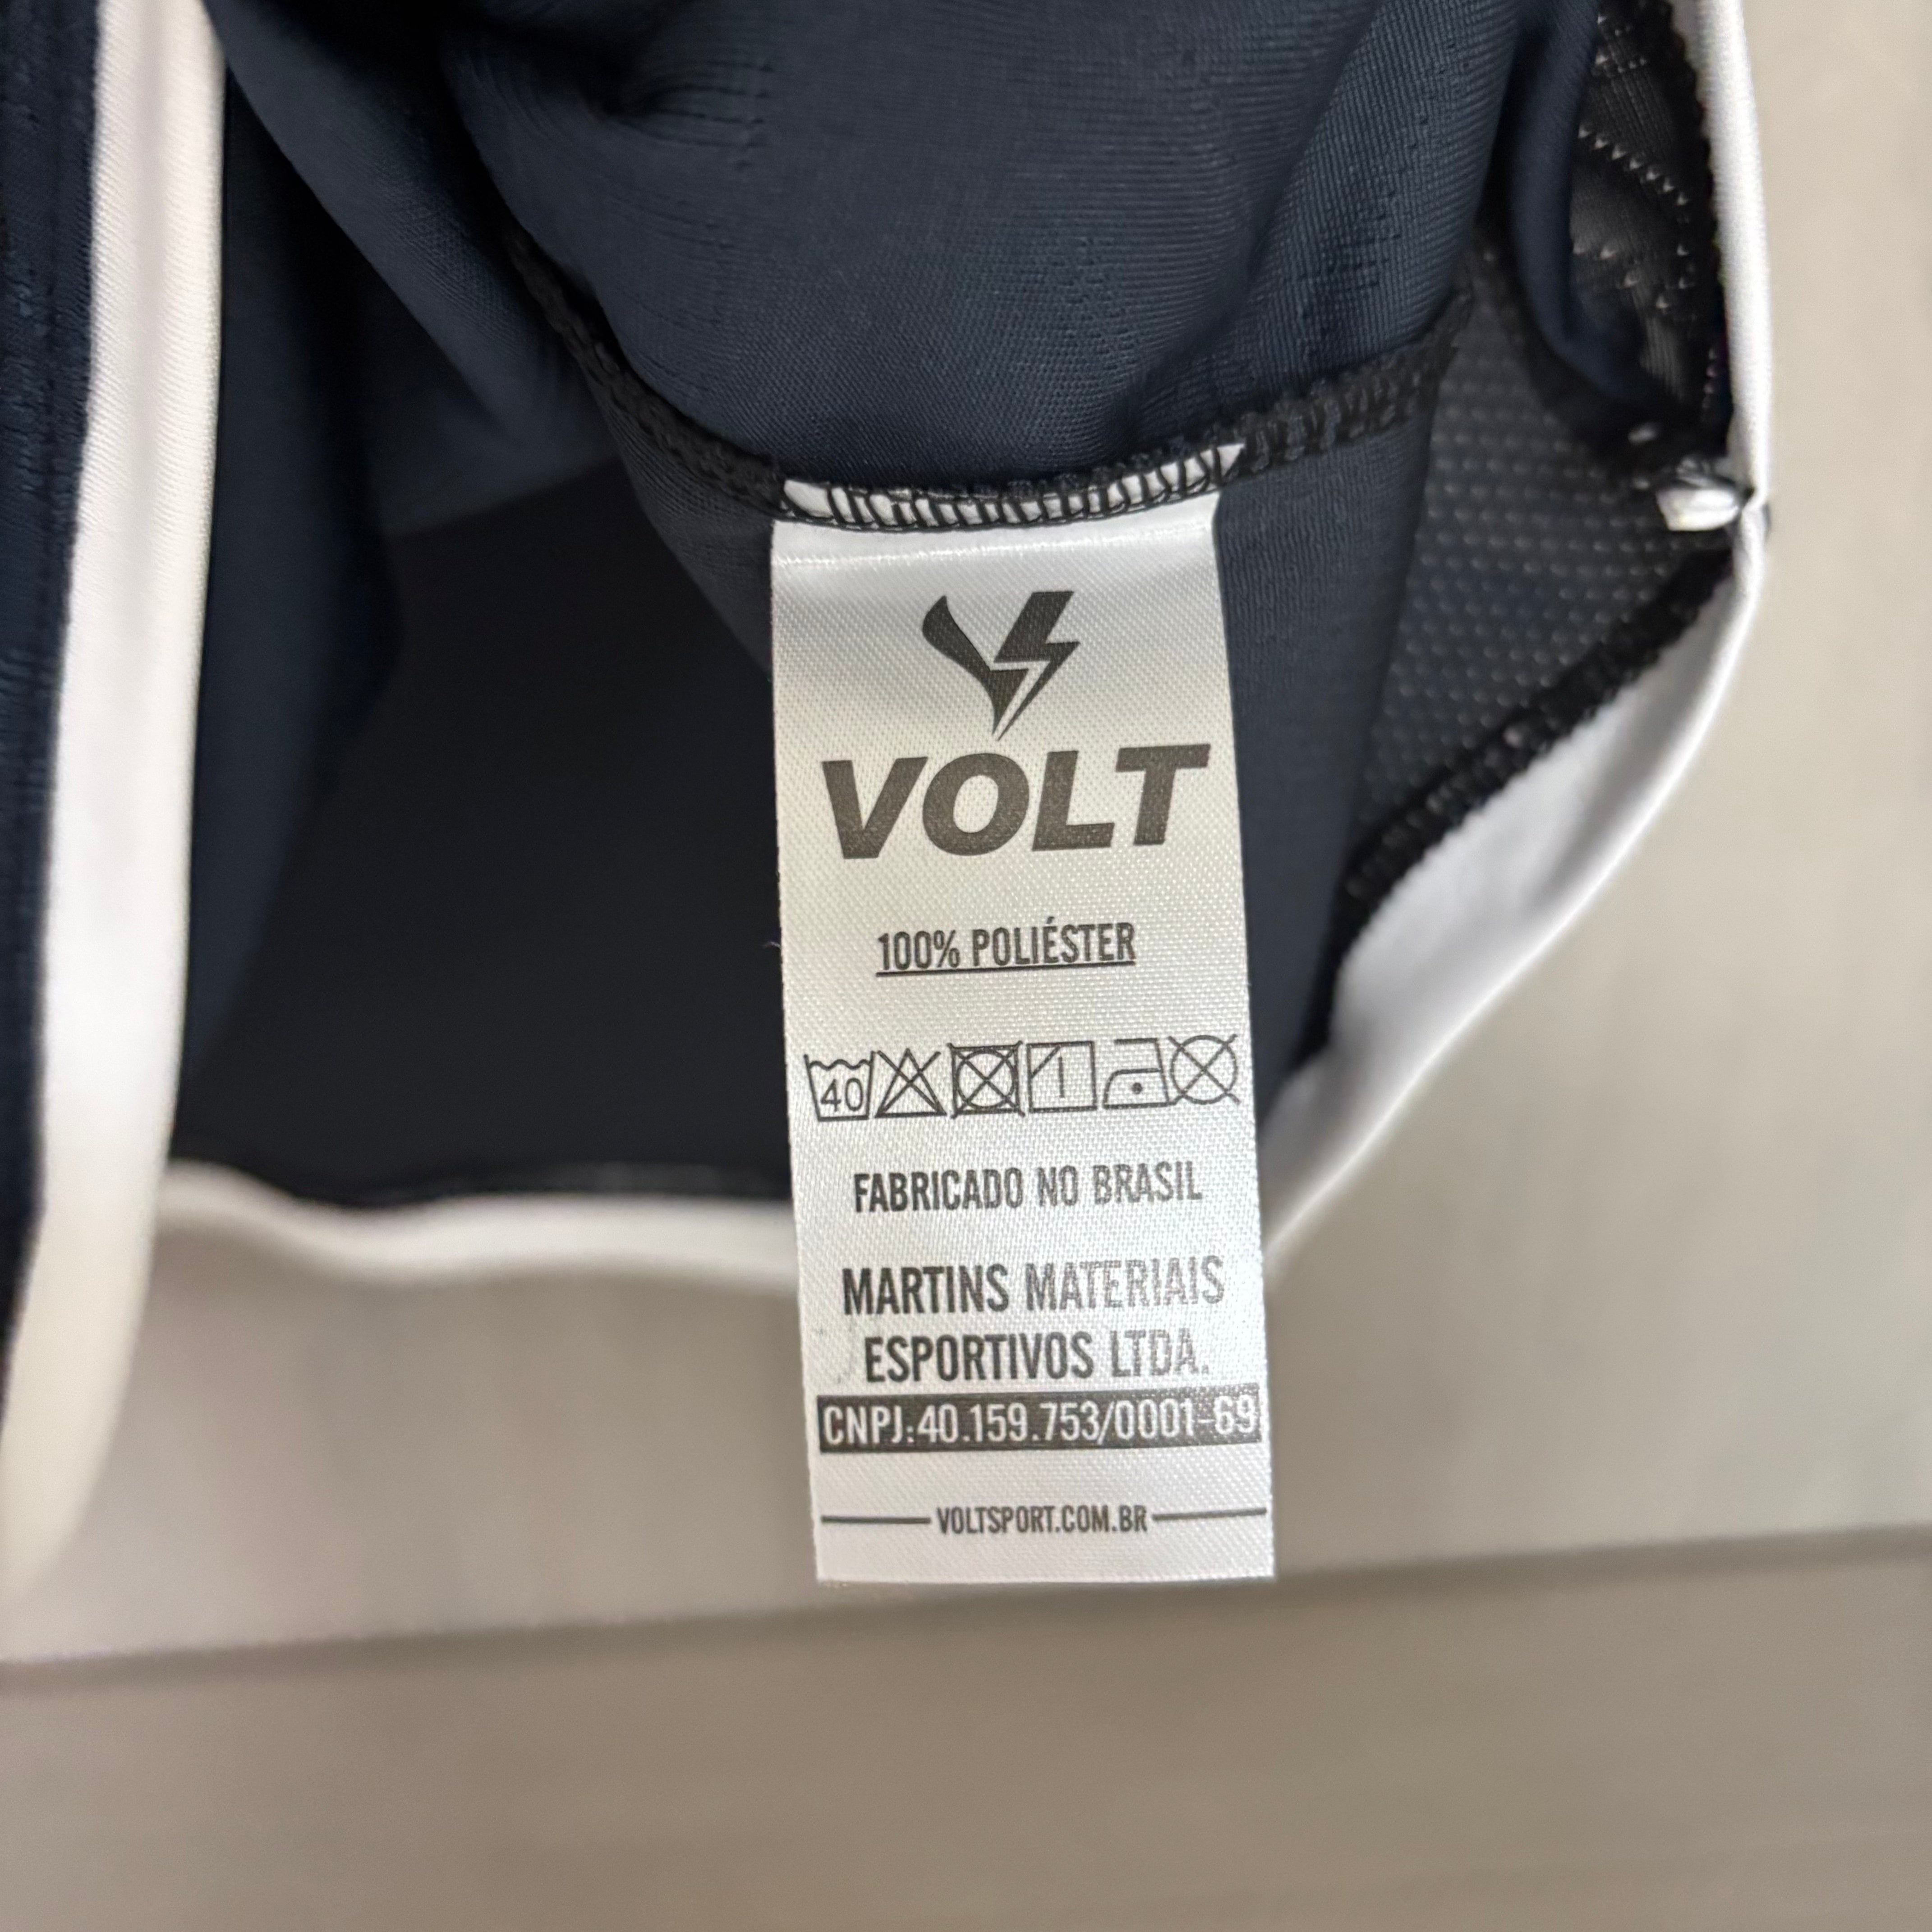 VOLT
100% POLIÉSTER
40
FABRICADO NO BRASIL
MARTINS MATERIAIS
ESPORTIVOS LTDA.
CNPJ:40.159.753/0001-69
VOLTSPORT.COM.BR